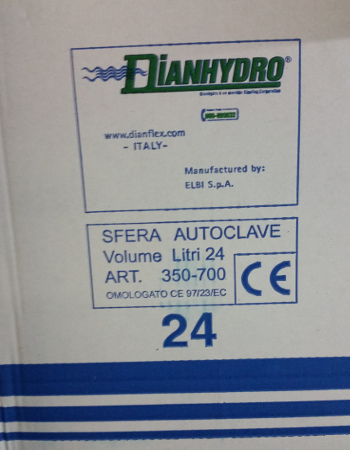 DIANHYDRO®
www.dianflex.com
- ITALY-
Manufactured by:
ELBI S.p.A.
SFERA AUTOCLAVE
Volume Litri 24
ART. 350-700
OMOLOGATO CE 97/23/EC
CE
24